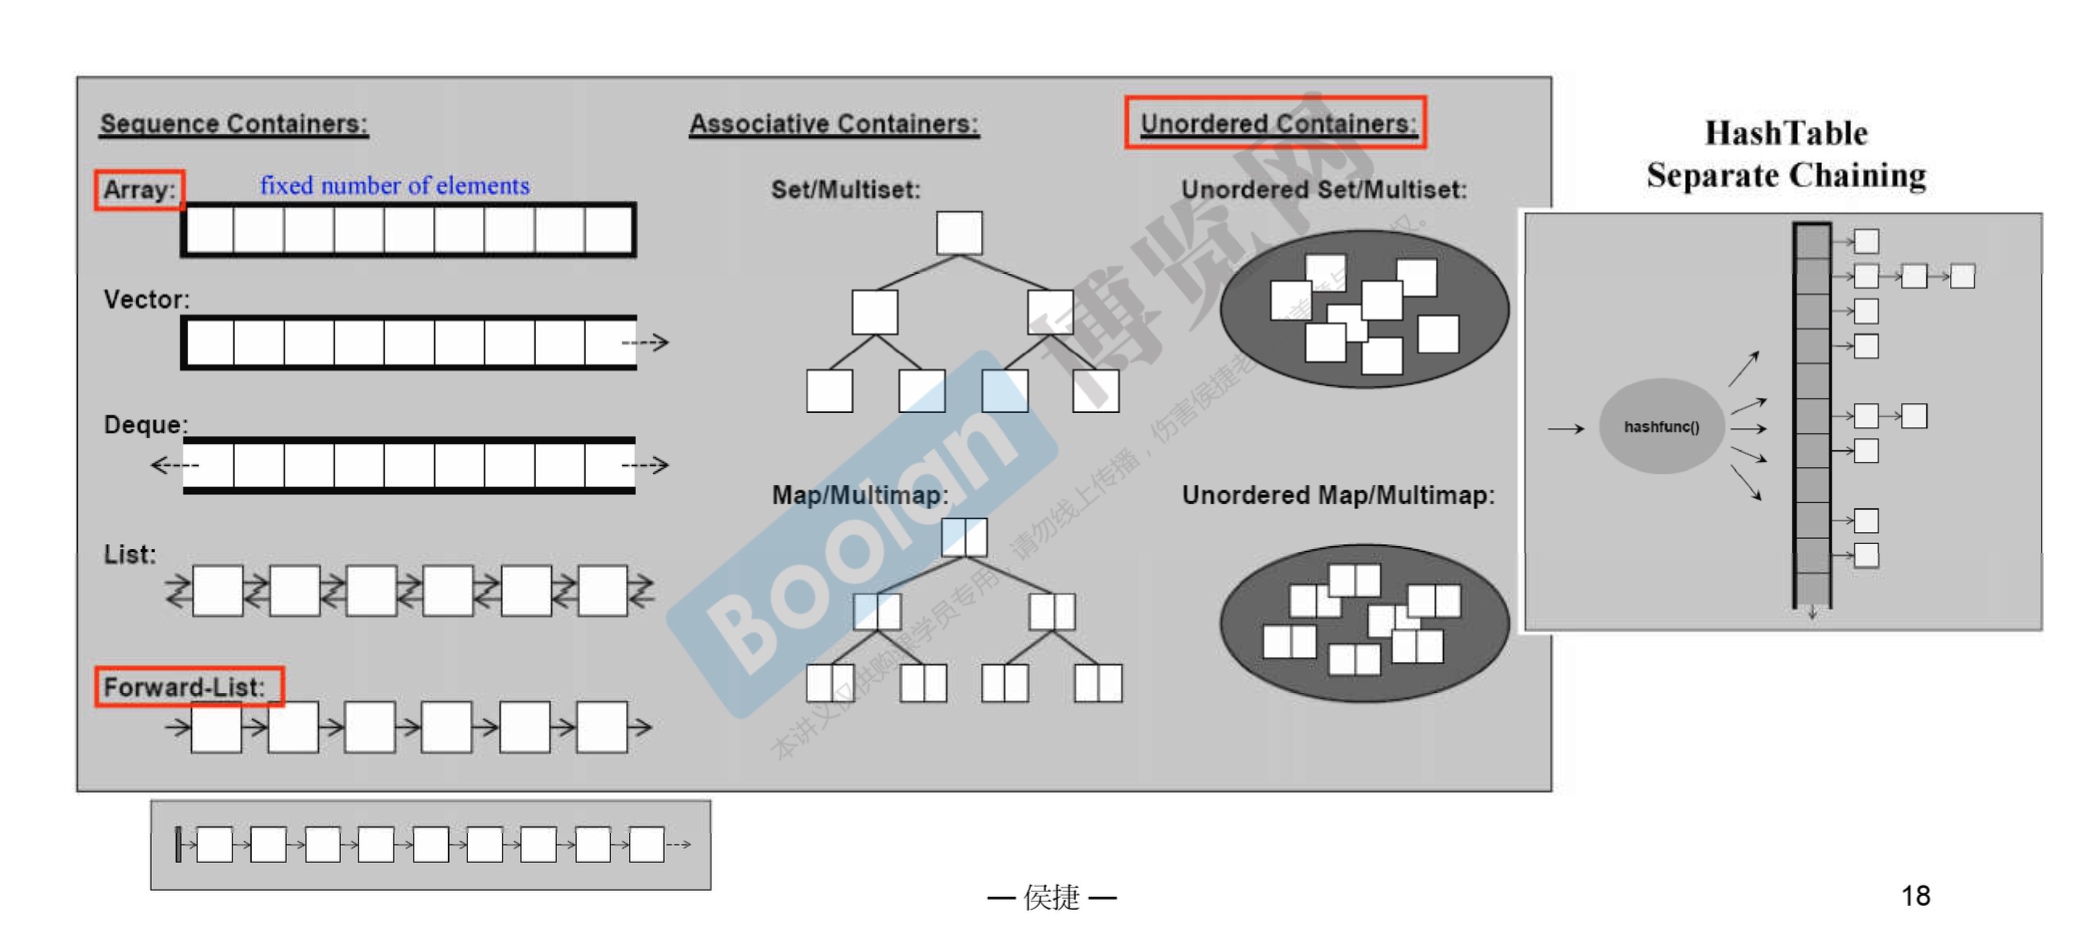 Sequence Containers:
Array:
fixed number of elements
Vector:
Deque:
List:
Forward-List:
Associative Containers:
Set/Multiset:
Map/Multimap:
Unordered Containers:
Unordered Set/Multiset:
Unordered Map/Multimap:
HashTable
Separate Chaining
hashfunc()
Boolan
博览网
本讲义仅供购课学员专用,请勿线上传播,伤害侯捷老
— 侯捷 —
18